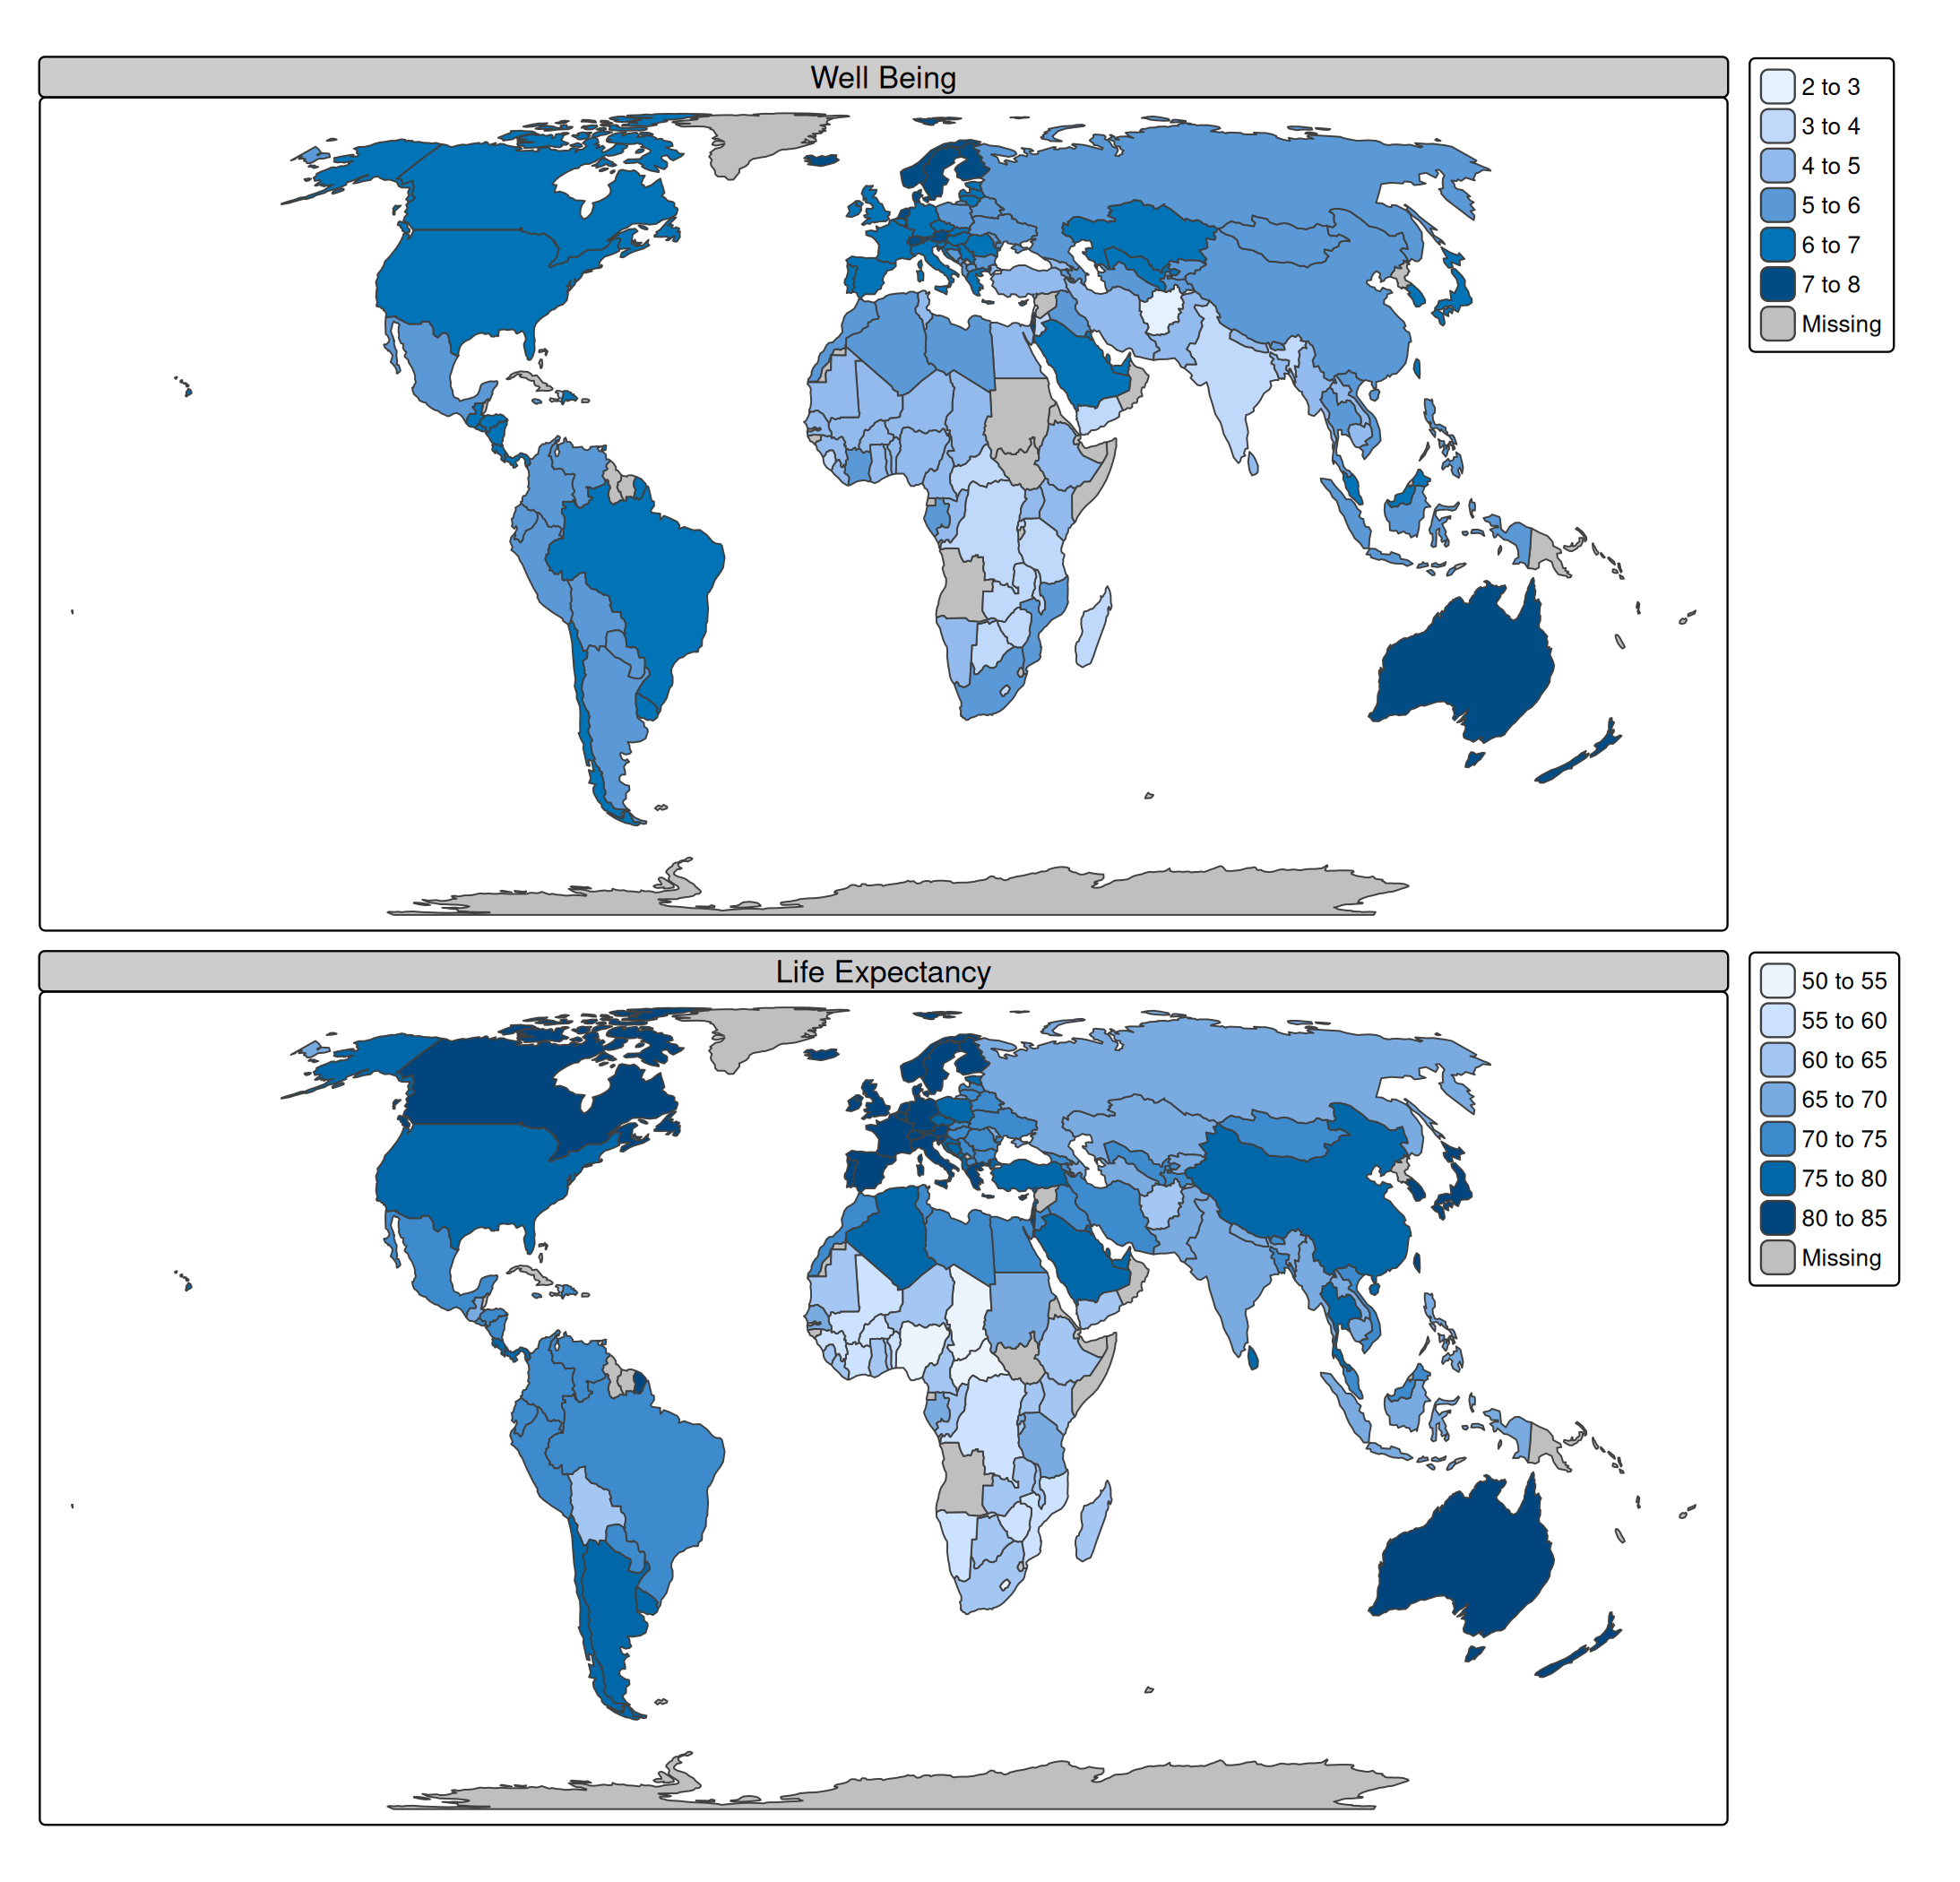 Well Being
2 to 3
3 to 4
4 to 5
5 to 6
6 to 7
7 to 8
Missing
Life Expectancy
50 to 55
55 to 60
60 to 65
65 to 70
70 to 75
75 to 80
80 to 85
Missing